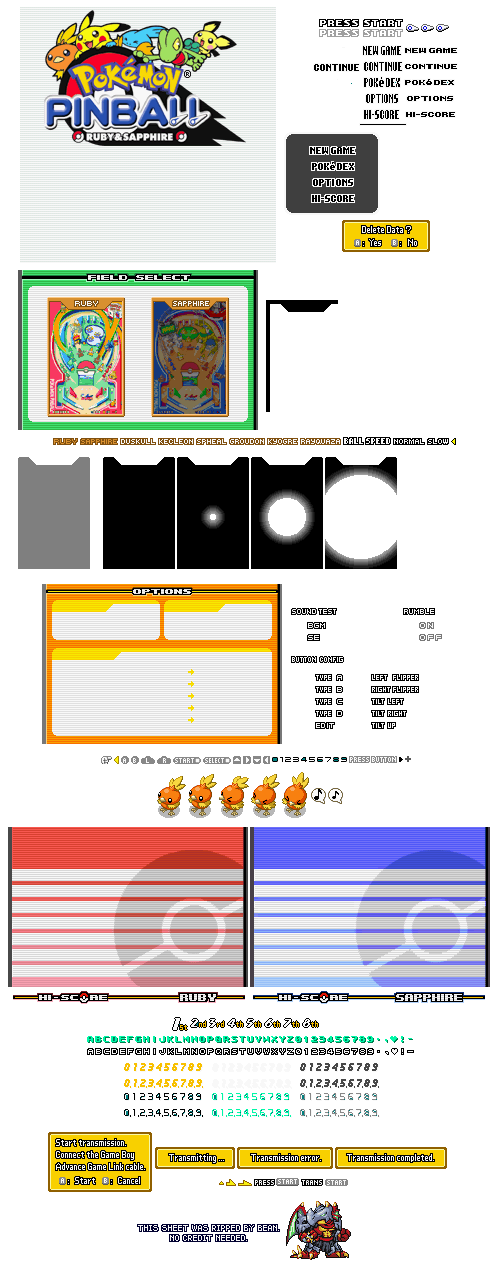 Pokémon®
PINBALL
RUBY & SAPPHIRE
PRESS START
PRESS START
NEW GAME NEW GAME
CONTINUE CONTINUE CONTINUE
POKéDEX POKéDEX
OPTIONS OPTIONS
HI-SCORE HI-SCORE
NEW GAME
POKéDEX
OPTIONS
HI-SCORE
Delete Data ?
A : Yes B : No
FIELD SELECT
RUBY SAPPHIRE
RUBY SAPPHIRE DUSKULL KECLEON SPHEAL GROUDON KYOGRE RAYQUAZA BALL SPEED NORMAL SLOW
OPTIONS
SOUND TEST RUMBLE
BGM ON
SE OFF
BUTTON CONFIG
TYPE A LEFT FLIPPER
TYPE B RIGHT FLIPPER
TYPE C TILT LEFT
TYPE D TILT RIGHT
EDIT TILT UP
A B L R START SELECT 0123456789 PRESS BUTTON
HI-SCORE RUBY
HI-SCORE SAPPHIRE
1st 2nd 3rd 4th 5th 6th 7th 8th
ABCDEFGHIJKLMNOPQRSTUVWXYZ0123456789・,♥!-
ABCDEFGHIJKLMNOPQRSTUVWXYZ0123456789・,♥!-
0123456789 0123456789 0123456789
0,1,2,3,4,5,6,7,8,9, 0,1,2,3,4,5,6,7,8,9, 0,1,2,3,4,5,6,7,8,9,
0123456789 0123456789 0123456789
0,1,2,3,4,5,6,7,8,9, 0,1,2,3,4,5,6,7,8,9, 0,1,2,3,4,5,6,7,8,9,
Start transmission.
Connect the Game Boy
Advance Game Link cable.
A : Start B : Cancel
Transmitting ...
Transmission error.
Transmission completed.
PRESS START TRANS START
THIS SHEET WAS RIPPED BY BEAN.
NO CREDIT NEEDED.